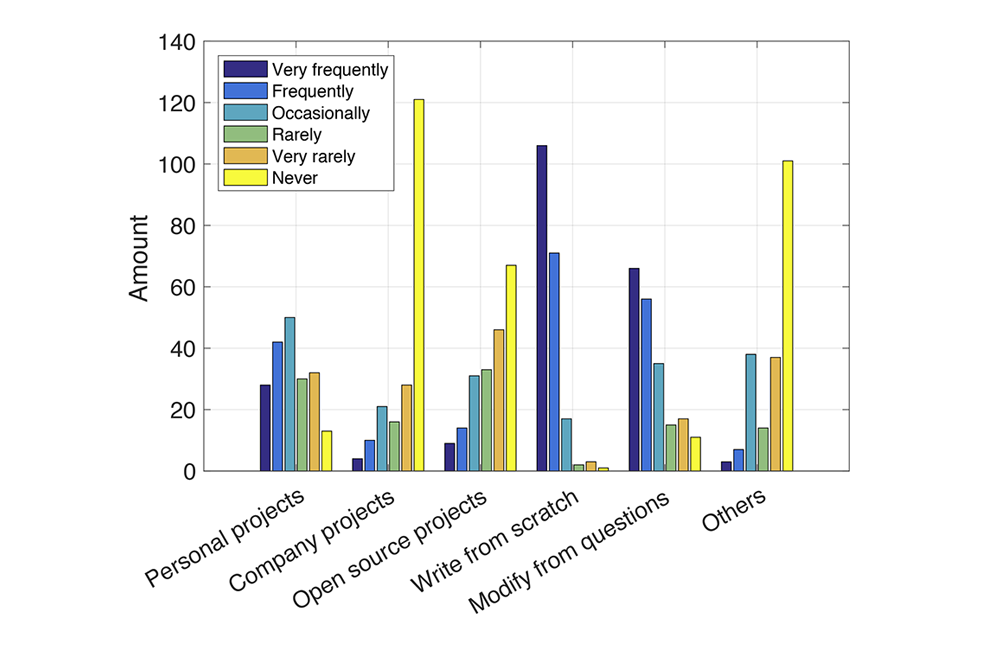 140
120
100
80
60
40
20
0
Amount
Very frequently
Frequently
Occasionally
Rarely
Very rarely
Never
Personal projects
Company projects
Open source projects
Write from scratch
Modify from questions
Others